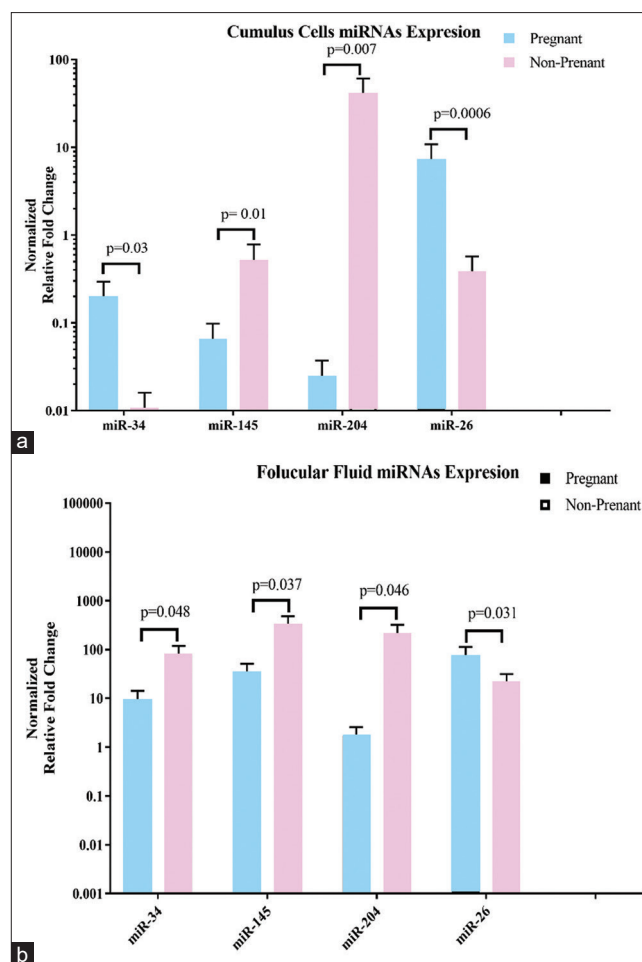 Cumulus Cells miRNAs Expresion
Pregnant
Non-Prenant
p=0.007
p=0.0006
p= 0.01
p=0.03
Normalized
Relative Fold Change
100
10
1
0.1
0.01
miR-34
miR-145
miR-204
miR-26
a
Folucular Fluid miRNAs Expresion
Pregnant
Non-Prenant
p=0.048
p=0.037
p=0.046
p=0.031
Normalized
Relative Fold Change
100000
10000
1000
100
10
1
0.1
0.01
0.001
miR-34
miR-145
miR-204
miR-26
b